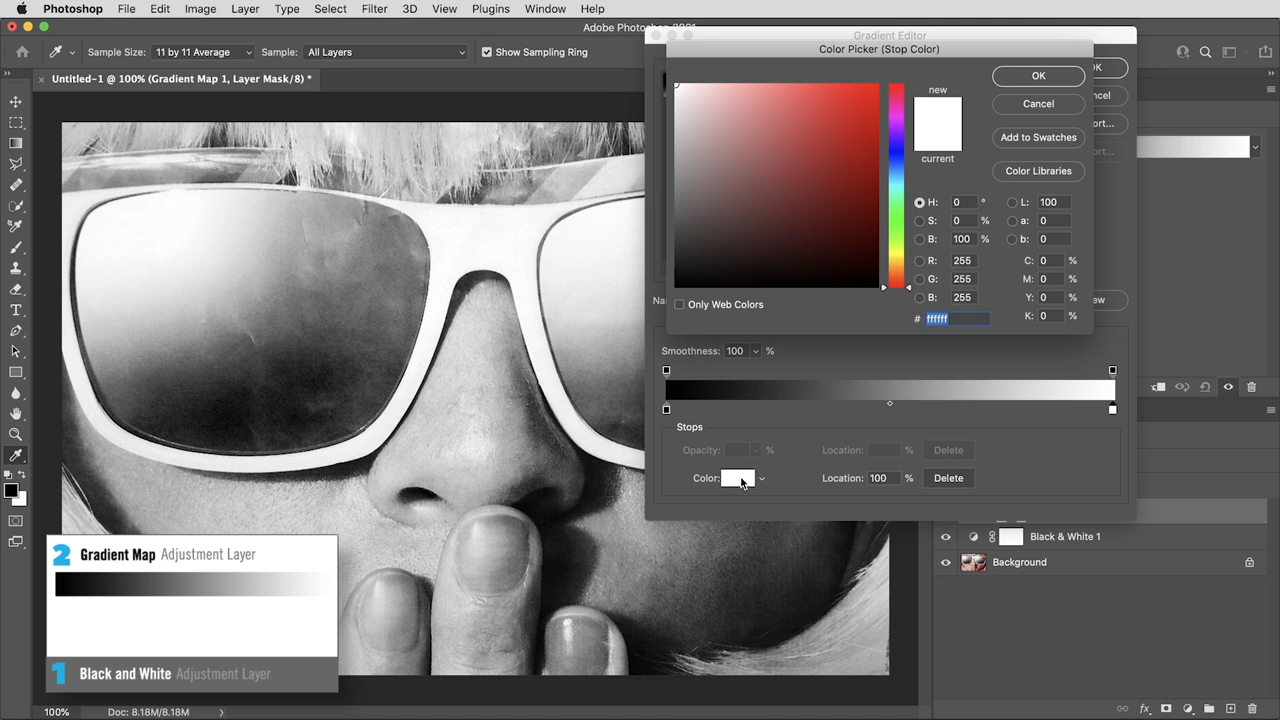 Photoshop File Edit Image Layer Type Select Filter 3D View Plugins Window Help
Adobe Photosh
Sample Size: 11 by 11 Average Sample: All Layers Show Sampling Ring
Untitled-1 @ 100% (Gradient Map 1, Layer Mask/8) *
Gradient Editor
Color Picker (Stop Color)
OK
Cancel
Add to Swatches
Color Libraries
new
current
H: 0 °
S: 0 %
B: 100 %
R: 255
G: 255
B: 255
# ffffff
L: 100
a: 0
b: 0
C: 0 %
M: 0 %
Y: 0 %
K: 0 %
Only Web Colors
Smoothness: 100 %
Stops
Opacity: %
Location: %
Delete
Color:
Location: 100 %
Delete
Black & White 1
Background
2 Gradient Map Adjustment Layer
1 Black and White Adjustment Layer
100% Doc: 8.18M/8.18M